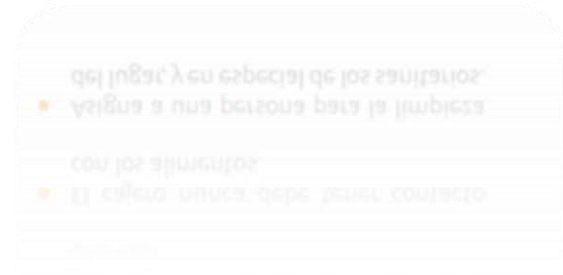 ▪ El cajero nunca debe tener contacto
con los alimentos
▪ Asigna a una persona para la limpieza
del lugar, y en especial de los sanitarios.